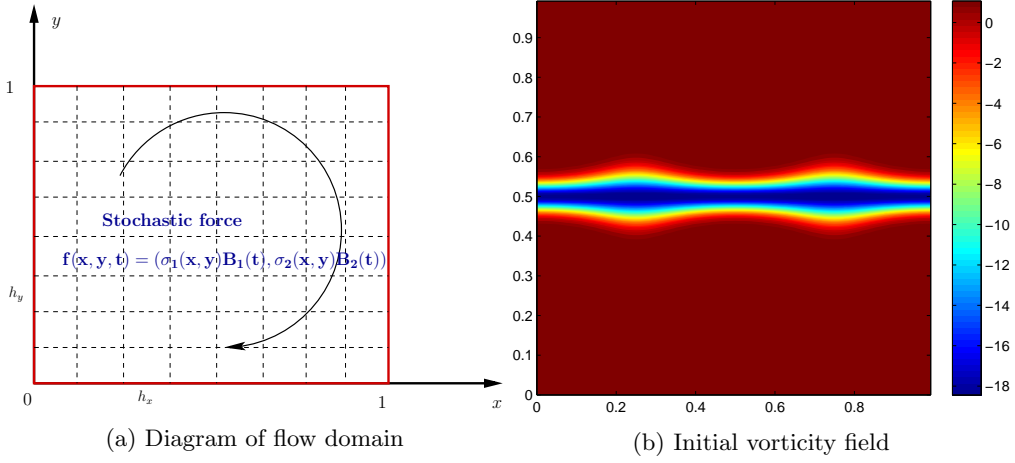 y
1
Stochastic force
f(x, y, t) = (σ₁(x, y)B₁(t), σ₂(x, y)B₂(t))
h_y
0
h_x
1
x
(a) Diagram of flow domain
0.9
0.8
0.7
0.6
0.5
0.4
0.3
0.2
0.1
0
0 0.2 0.4 0.6 0.8
0
−2
−4
−6
−8
−10
−12
−14
−16
−18
(b) Initial vorticity field